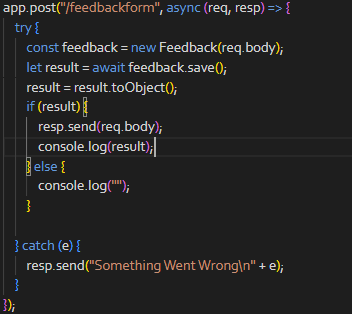 app.post("/feedbackform", async (req, resp) => {
  try {
    const feedback = new Feedback(req.body);
    let result = await feedback.save();
    result = result.toObject();
    if (result) {
      resp.send(req.body);
      console.log(result);
    } else {
      console.log("");
    }

  } catch (e) {
    resp.send("Something Went Wrong\n" + e);
  }
});